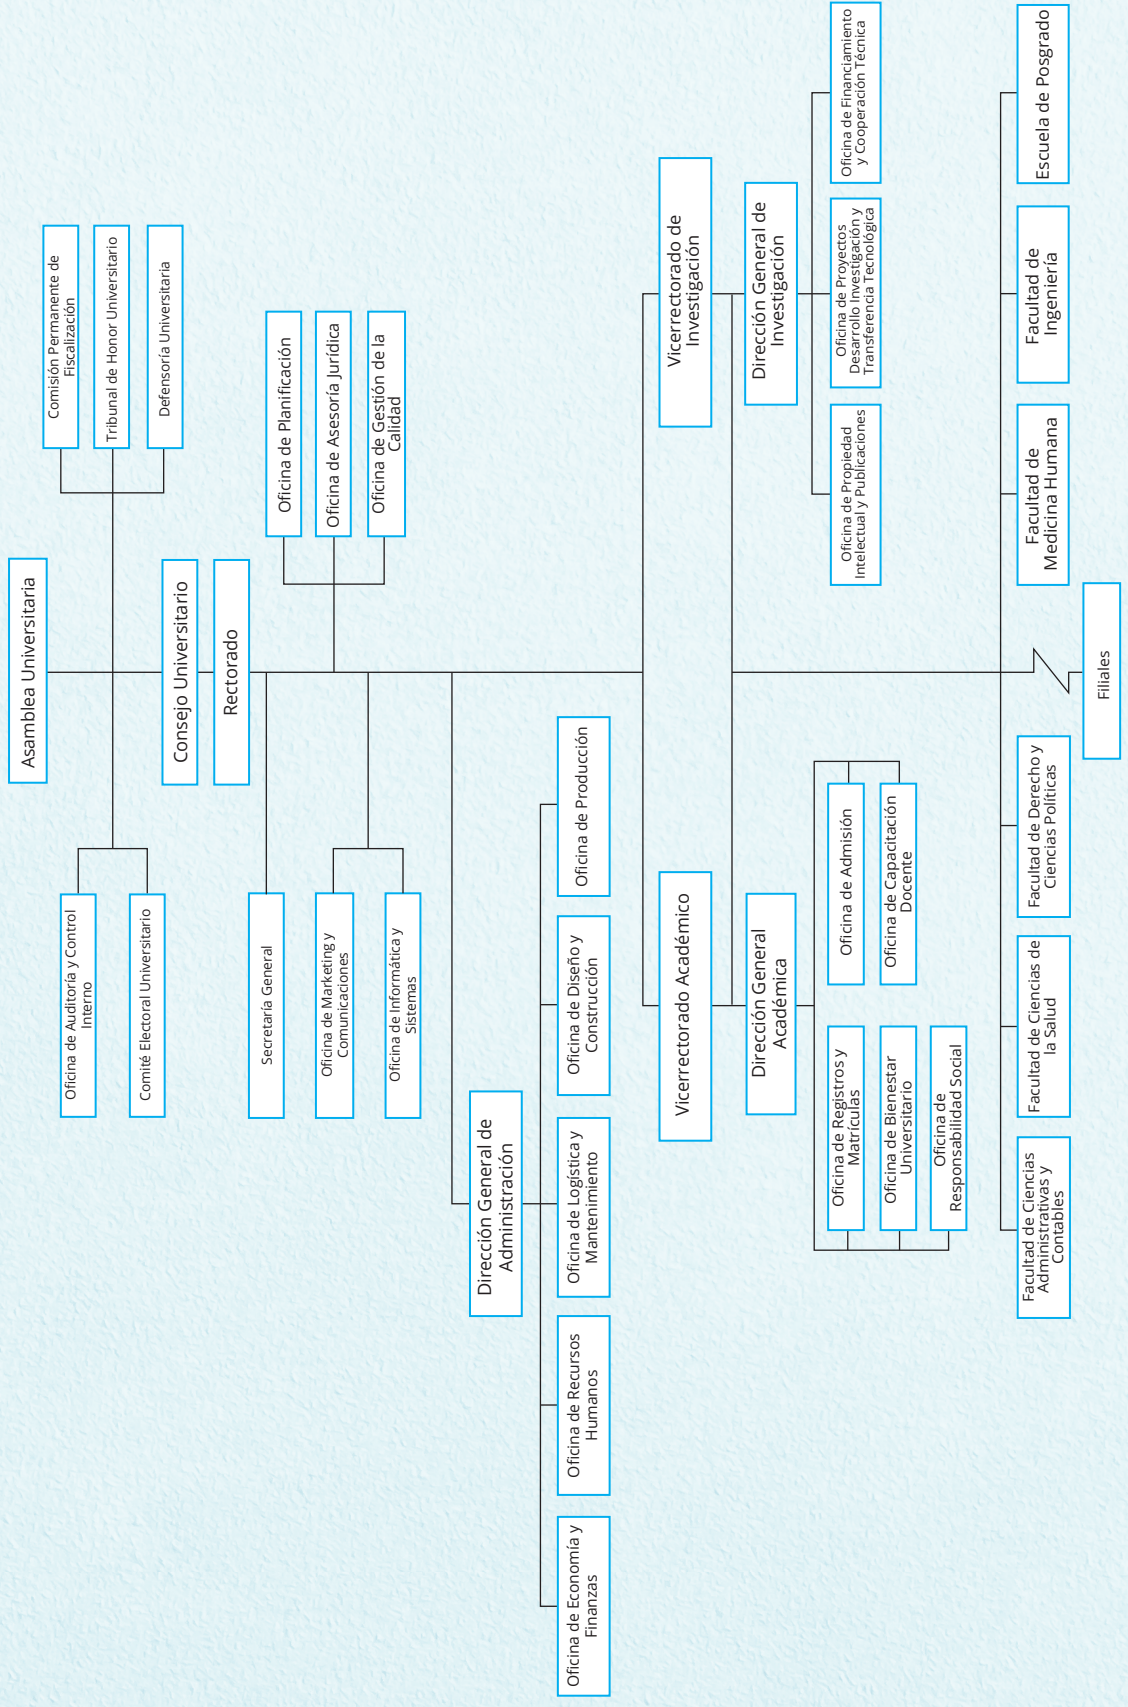 Asamblea Universitaria
Oficina de Auditoría y Control
Interno
Comité Electoral Universitario
Comisión Permanente de
Fiscalización
Tribunal de Honor Universitario
Defensoría Universitaria
Consejo Universitario
Rectorado
Secretaría General
Oficina de Marketing y
Comunicaciones
Oficina de Informática y
Sistemas
Oficina de Planificación
Oficina de Asesoría Jurídica
Oficina de Gestión de la
Calidad
Dirección General de
Administración
Oficina de Economía y
Finanzas
Oficina de Recursos
Humanos
Oficina de Logística y
Mantenimiento
Oficina de Diseño y
Construcción
Oficina de Producción
Vicerrectorado Académico
Vicerrectorado de
Investigación
Dirección General
Académica
Dirección General de
Investigación
Oficina de Registros y
Matrículas
Oficina de Bienestar
Universitario
Oficina de
Responsabilidad Social
Oficina de Admisión
Oficina de Capacitación
Docente
Oficina de Propiedad
Intelectual y Publicaciones
Oficina de Proyectos
Desarrollo Investigación y
Transferencia Tecnológica
Oficina de Financiamiento
y Cooperación Técnica
Facultad de Ciencias
Administrativas y
Contables
Facultad de Ciencias de
la Salud
Facultad de Derecho y
Ciencias Políticas
Facultad de
Medicina Humana
Facultad de
Ingeniería
Escuela de Posgrado
Filiales